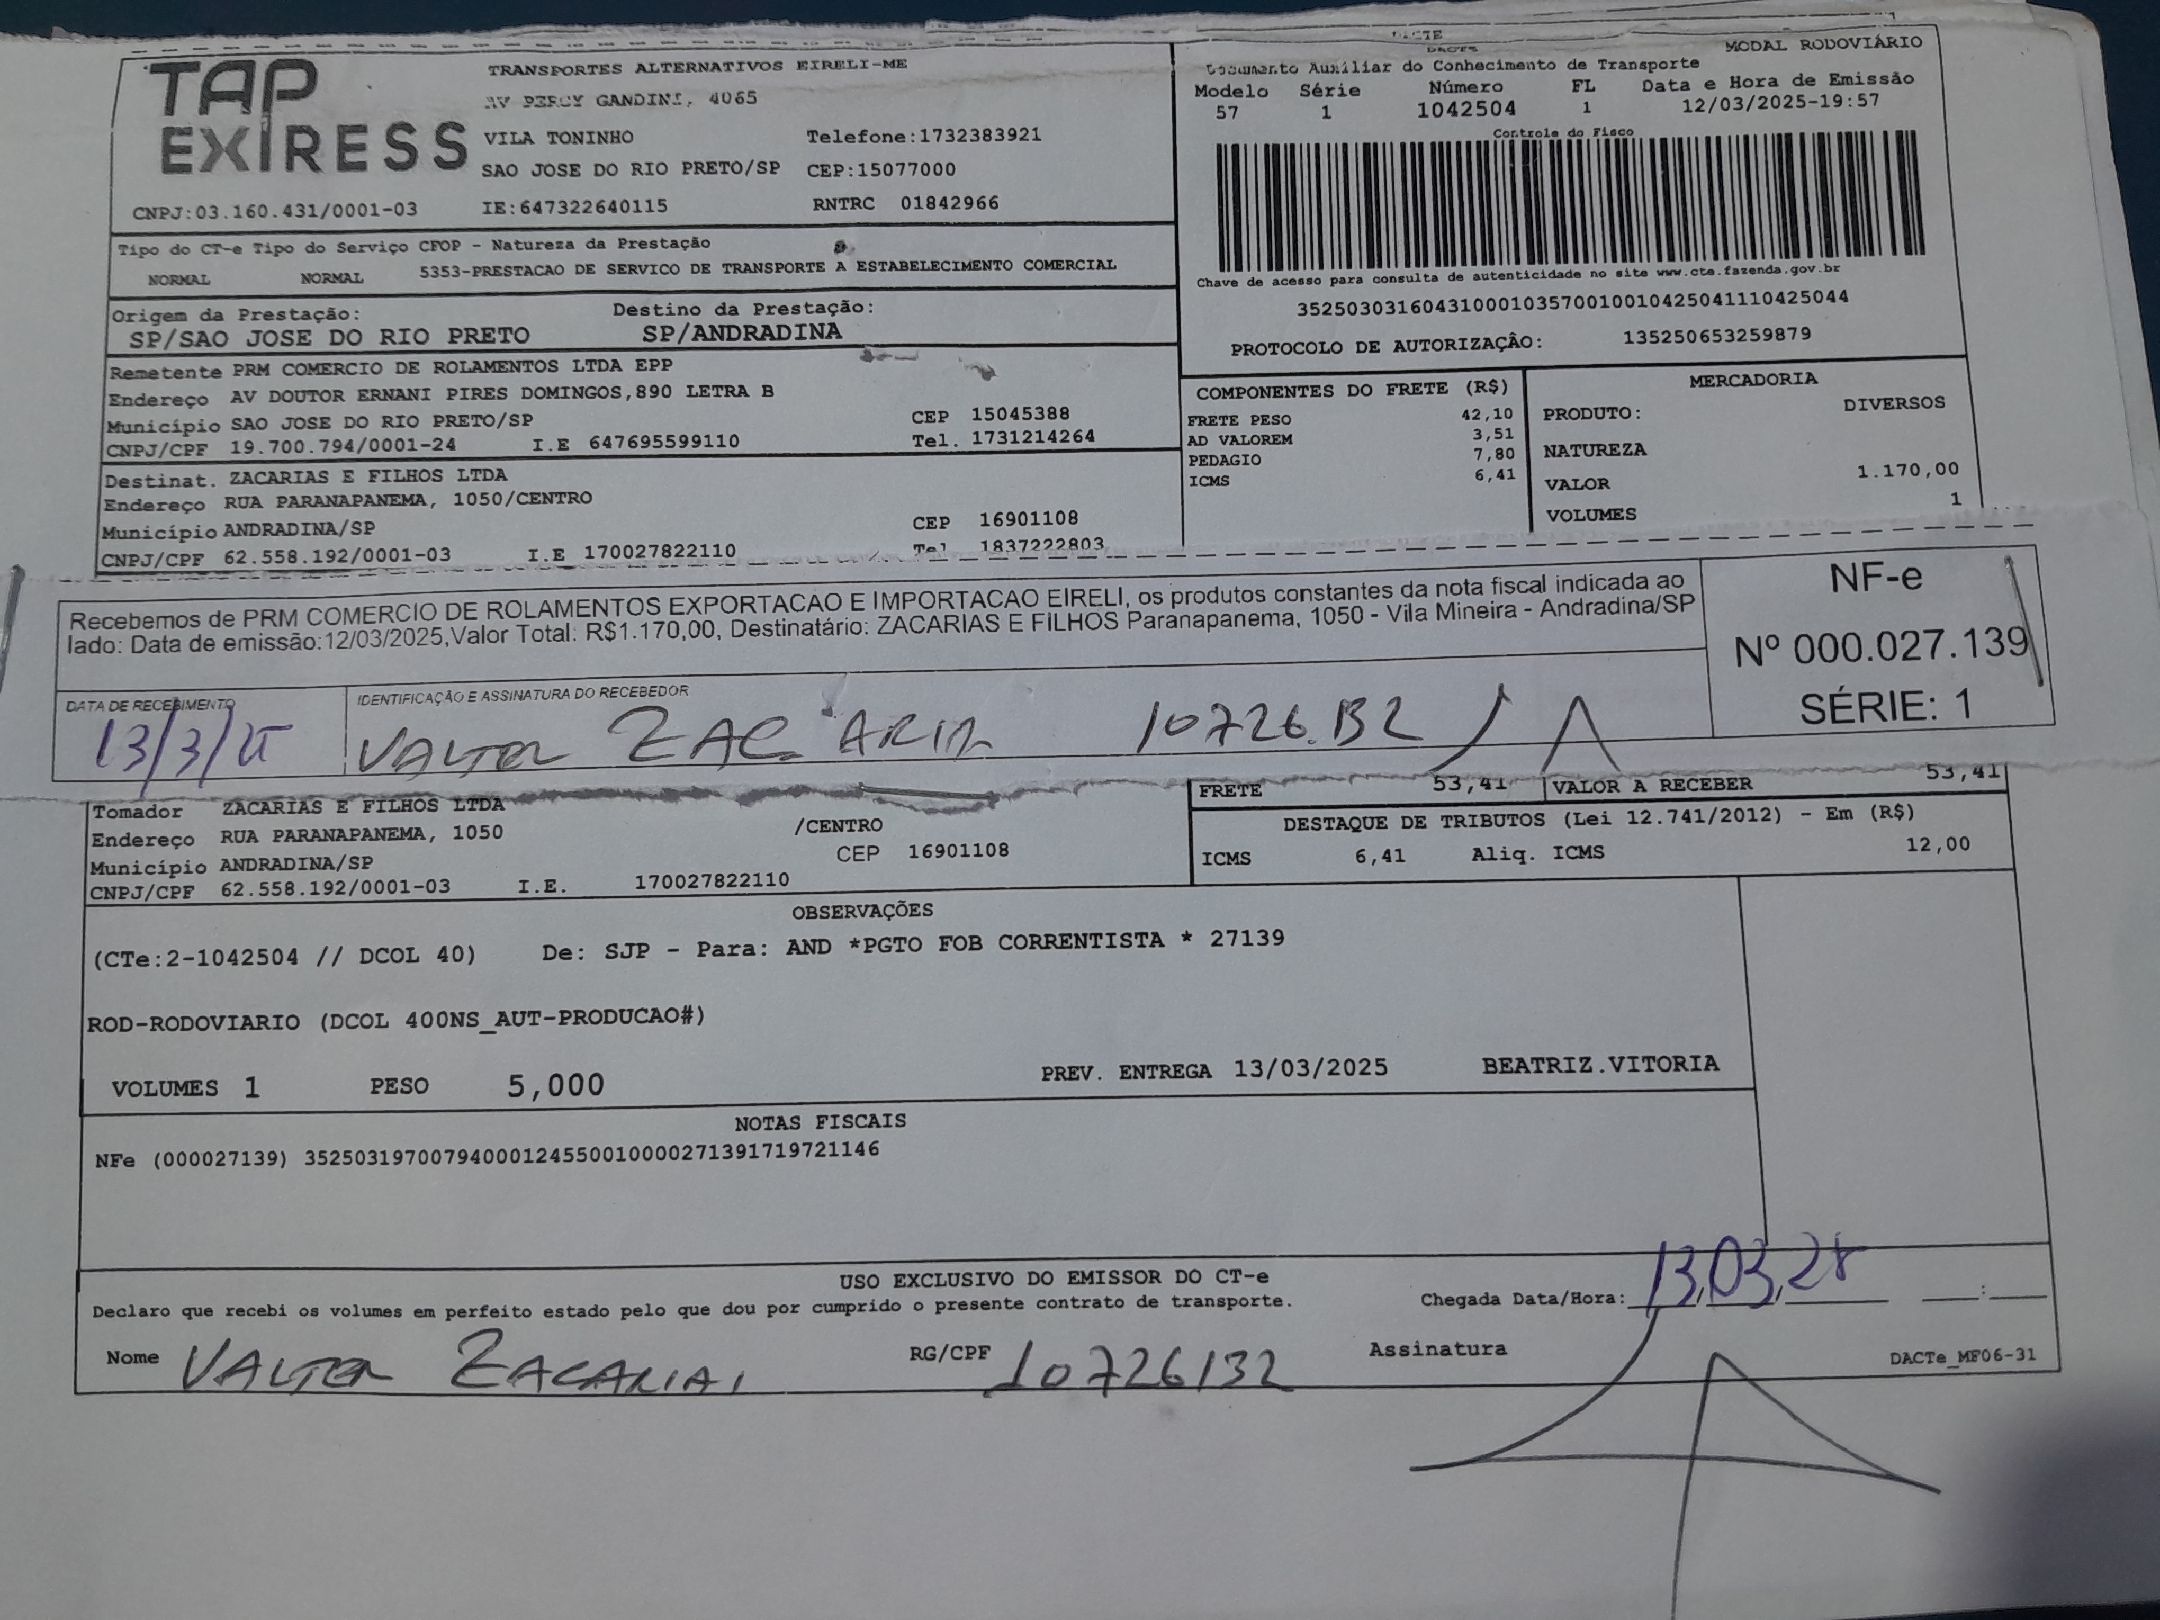 TAP
EXIRESS
TRANSPORTES ALTERNATIVOS EIRELI-ME
AV PERCY GANDINI, 4065
VILA TONINHO Telefone:1732383921
SAO JOSE DO RIO PRETO/SP CEP:15077000
CNPJ:03.160.431/0001-03 IE:647322640115 RNTRC 01842966
DACTE MODAL RODOVIÁRIO
Documento Auxiliar do Conhecimento de Transporte
Modelo Série Número FL Data e Hora de Emissão
57 1 1042504 1 12/03/2025-19:57
Controle do Fisco
Chave de acesso para consulta de autenticidade no site www.cte.fazenda.gov.br
35250303160431000103570010010425041110425044
PROTOCOLO DE AUTORIZAÇÂO: 135250653259879
Tipo do CT-e Tipo do Serviço CFOP - Natureza da Prestação
NORMAL NORMAL 5353-PRESTACAO DE SERVICO DE TRANSPORTE A ESTABELECIMENTO COMERCIAL
Origem da Prestação: Destino da Prestação:
SP/SAO JOSE DO RIO PRETO SP/ANDRADINA
Remetente PRM COMERCIO DE ROLAMENTOS LTDA EPP
Endereço AV DOUTOR ERNANI PIRES DOMINGOS,890 LETRA B
Município SAO JOSE DO RIO PRETO/SP CEP 15045388
CNPJ/CPF 19.700.794/0001-24 I.E 647695599110 Tel. 1731214264
Destinat. ZACARIAS E FILHOS LTDA
Endereço RUA PARANAPANEMA, 1050/CENTRO
Município ANDRADINA/SP CEP 16901108
CNPJ/CPF 62.558.192/0001-03 I.E 170027822110 Tel 1837222803
COMPONENTES DO FRETE (R$)
FRETE PESO 42,10
AD VALOREM 3,51
PEDAGIO 7,80
ICMS 6,41
MERCADORIA
PRODUTO: DIVERSOS
NATUREZA
VALOR 1.170,00
VOLUMES 1
Recebemos de PRM COMERCIO DE ROLAMENTOS EXPORTACAO E IMPORTACAO EIRELI, os produtos constantes da nota fiscal indicada ao
lado: Data de emissão:12/03/2025,Valor Total: R$1.170,00, Destinatário: ZACARIAS E FILHOS Paranapanema, 1050 - Vila Mineira - Andradina/SP
NF-e
Nº 000.027.139
SÉRIE: 1
DATA DE RECEBIMENTO IDENTIFICAÇÃO E ASSINATURA DO RECEBEDOR
13/3/25 VALTER ZACARIA 10726.132
FRETE 53,41 VALOR A RECEBER 53,41
Tomador ZACARIAS E FILHOS LTDA
Endereço RUA PARANAPANEMA, 1050 /CENTRO
Município ANDRADINA/SP CEP 16901108
CNPJ/CPF 62.558.192/0001-03 I.E. 170027822110
DESTAQUE DE TRIBUTOS (Lei 12.741/2012) - Em (R$)
ICMS 6,41 Aliq. ICMS 12,00
OBSERVAÇÕES
(CTe:2-1042504 // DCOL 40) De: SJP - Para: AND *PGTO FOB CORRENTISTA * 27139
ROD-RODOVIARIO (DCOL 400NS_AUT-PRODUCAO#)
VOLUMES 1 PESO 5,000 PREV. ENTREGA 13/03/2025 BEATRIZ.VITORIA
NOTAS FISCAIS
NFe (000027139) 35250319700794000124550010000271391719721146
USO EXCLUSIVO DO EMISSOR DO CT-e
Declaro que recebi os volumes em perfeito estado pelo que dou por cumprido o presente contrato de transporte. Chegada Data/Hora: 13,03,25 :
Nome VALTER ZACARIAS RG/CPF 10726132 Assinatura DACTe_MF06-31